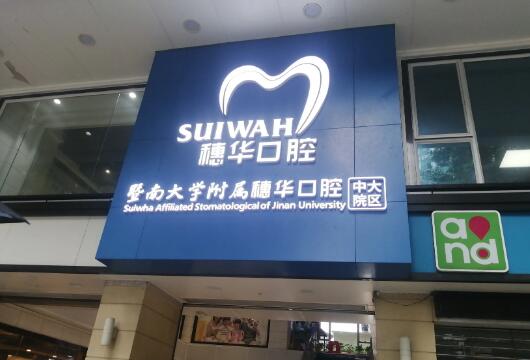 SUIWAH
穗华口腔
暨南大学附属穗华口腔 中大院区
Suiwha Affiliated Stomatological of Jinan University
and